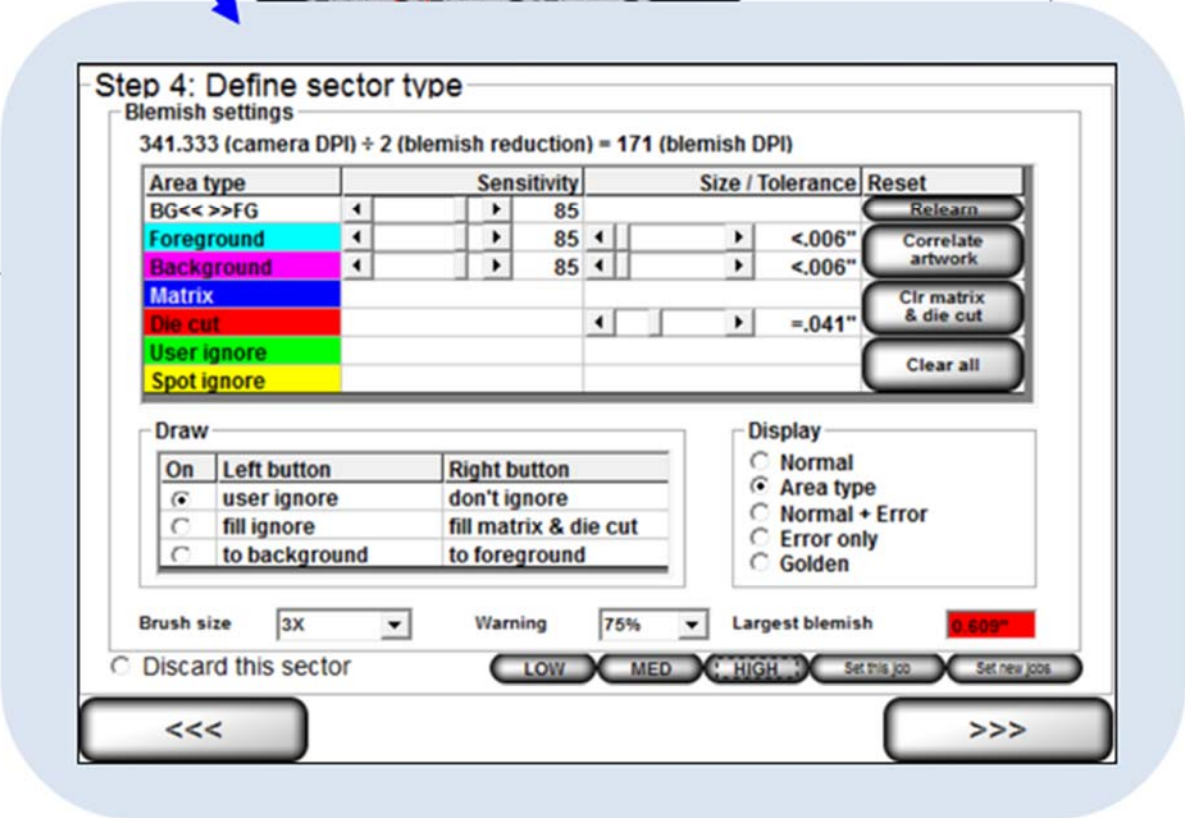 Step 4: Define sector type
Blemish settings
341.333 (camera DPI) ÷ 2 (blemish reduction) = 171 (blemish DPI)
Area type Sensitivity Size / Tolerance Reset
BG<< >>FG 85 Relearn
Foreground 85 <.006" Correlate artwork
Background 85 <.006"
Matrix Clr matrix & die cut
Die cut =.041"
User ignore Clear all
Spot ignore
Draw
On Left button Right button
user ignore don't ignore
fill ignore fill matrix & die cut
to background to foreground
Display
Normal
Area type
Normal + Error
Error only
Golden
Brush size 3X Warning 75% Largest blemish 0.609"
Discard this sector LOW MED HIGH Set this job Set new jobs
<<< >>>